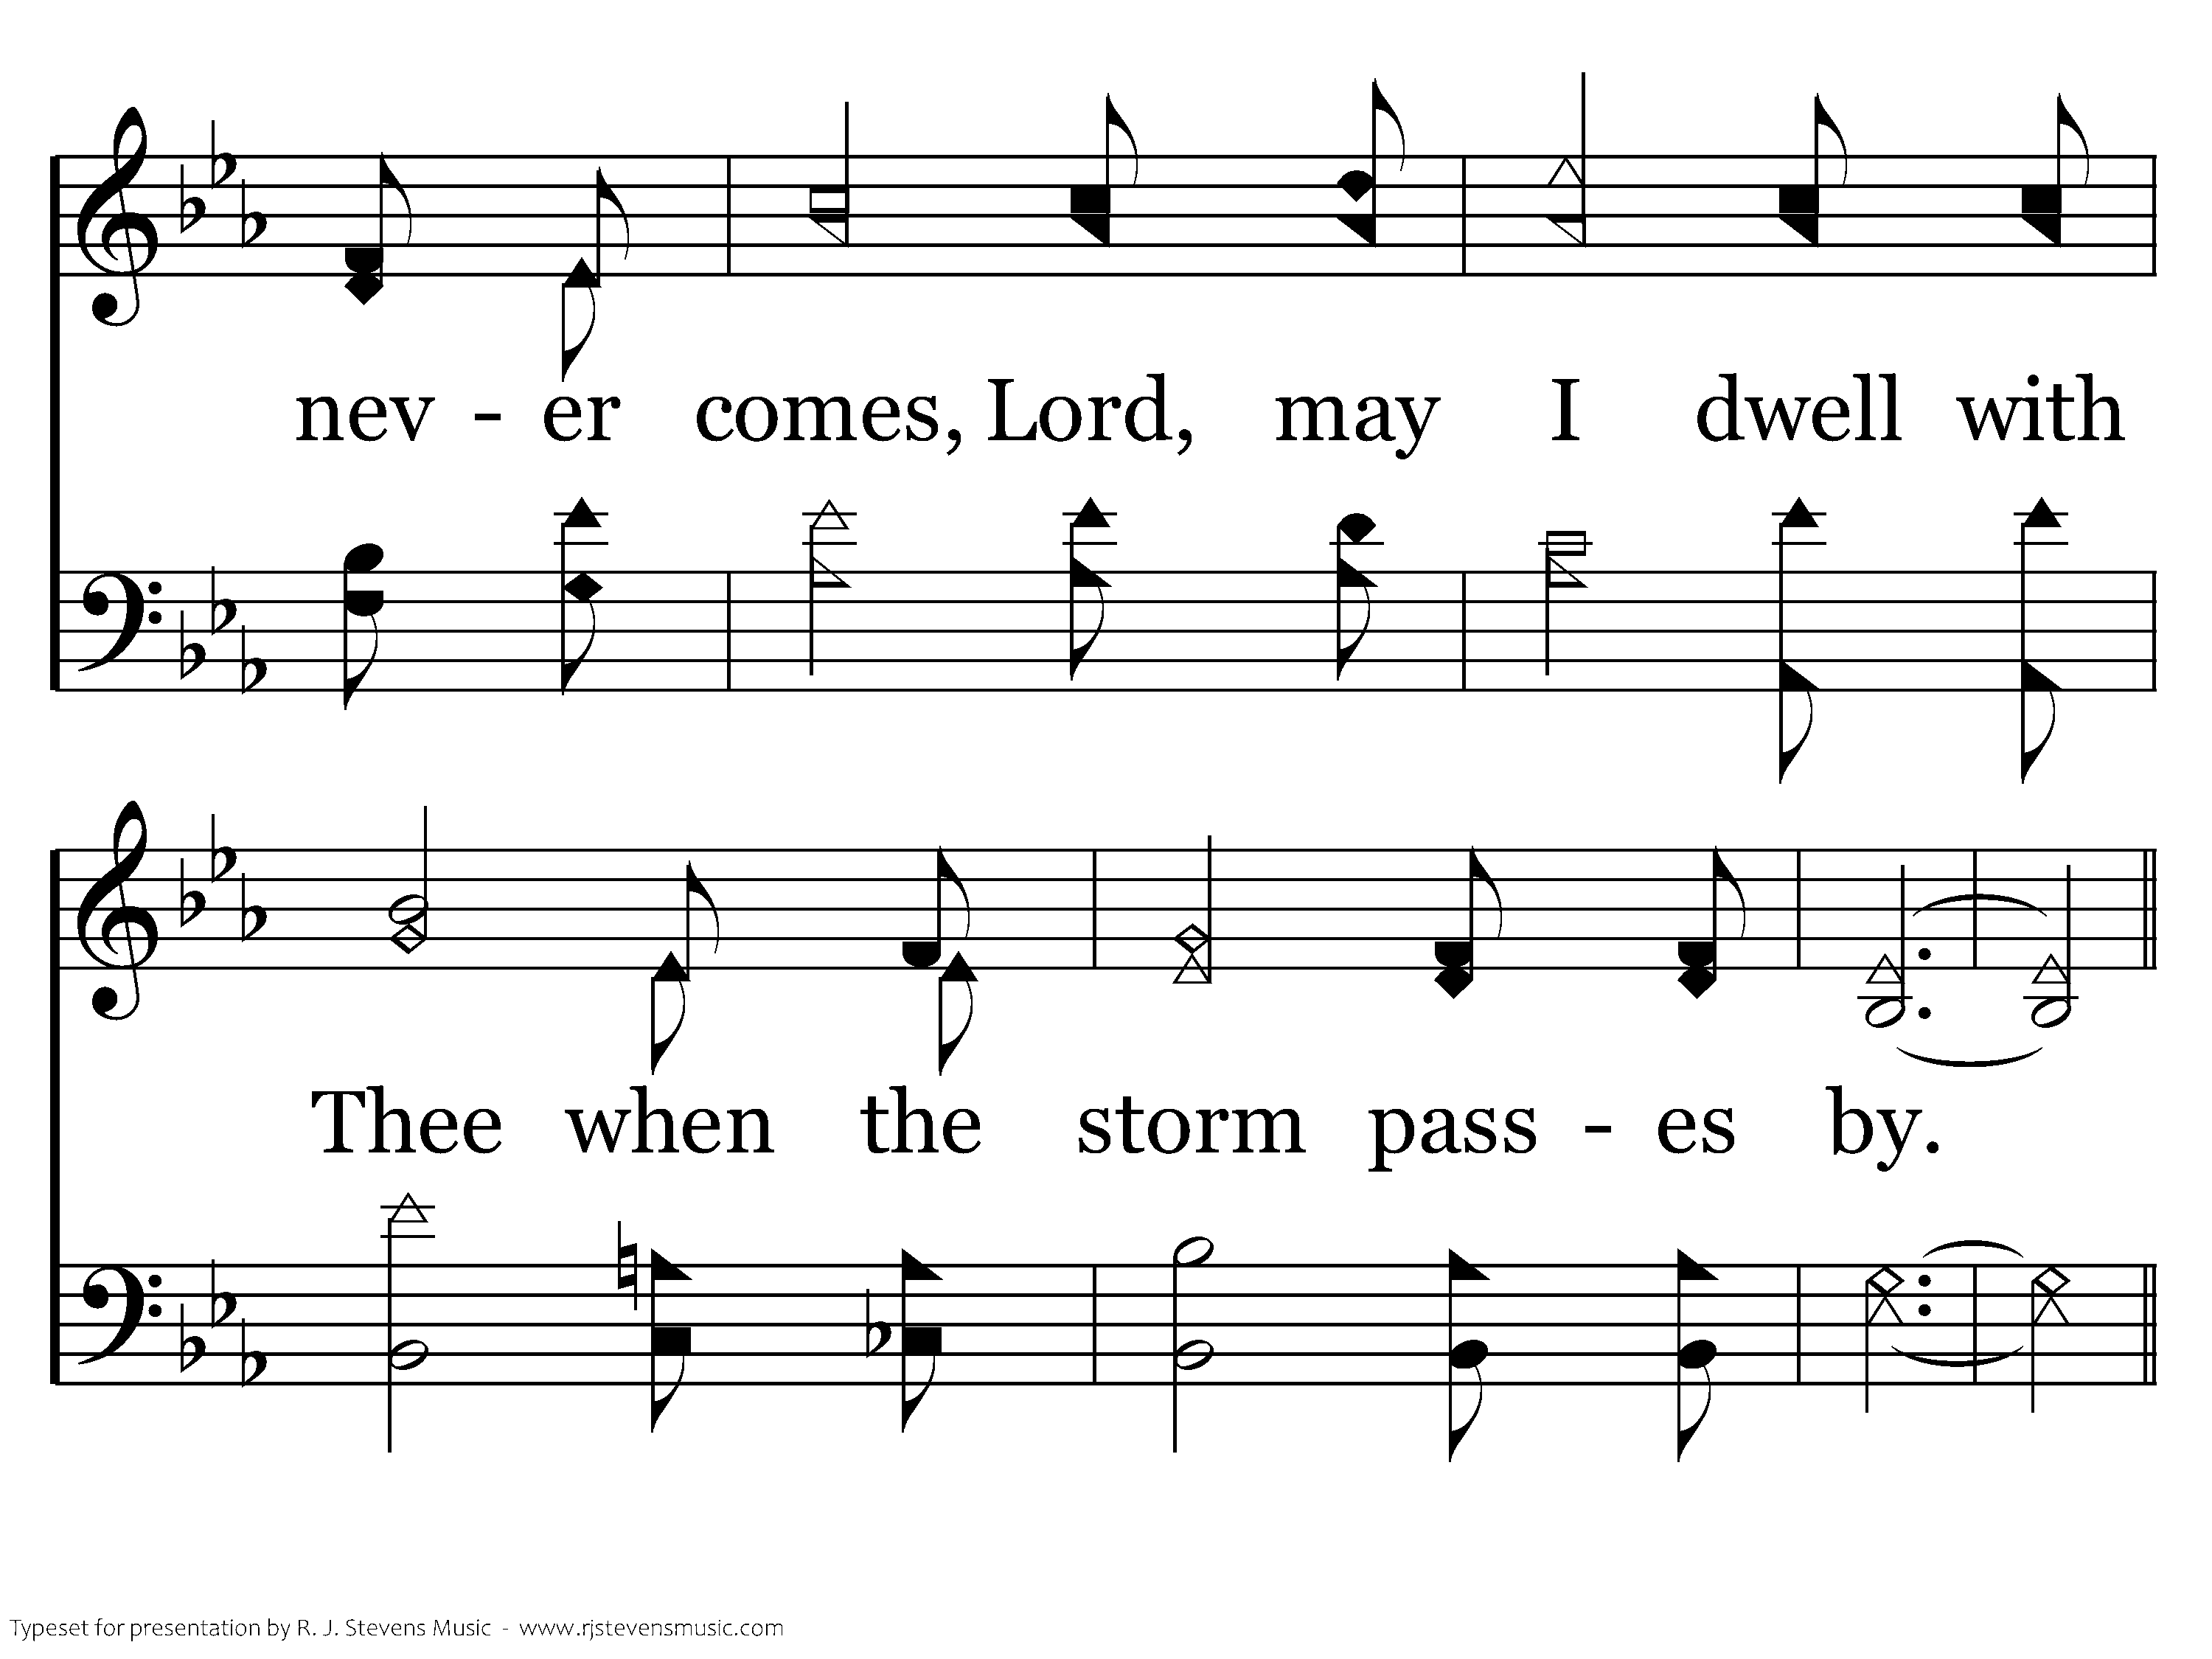 nev - er comes, Lord, may I dwell with
Thee when the storm pass - es by.
Typeset for presentation by R. J. Stevens Music - www.rjstevensmusic.com